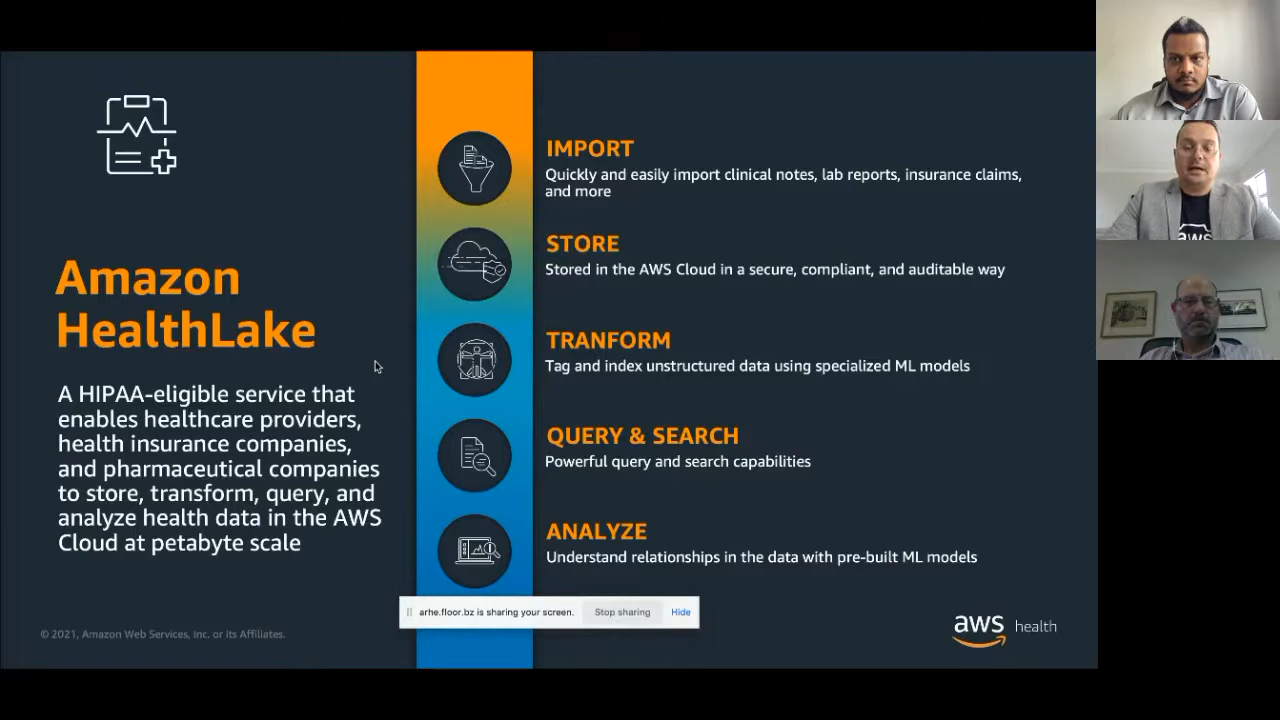 Amazon
HealthLake
A HIPAA-eligible service that
enables healthcare providers,
health insurance companies,
and pharmaceutical companies
to store, transform, query, and
analyze health data in the AWS
Cloud at petabyte scale
© 2021, Amazon Web Services, Inc. or its Affiliates.
IMPORT
Quickly and easily import clinical notes, lab reports, insurance claims,
and more
STORE
Stored in the AWS Cloud in a secure, compliant, and auditable way
TRANFORM
Tag and index unstructured data using specialized ML models
QUERY & SEARCH
Powerful query and search capabilities
ANALYZE
Understand relationships in the data with pre-built ML models
arhe.floor.bz is sharing your screen.
Stop sharing
Hide
aws health
aws